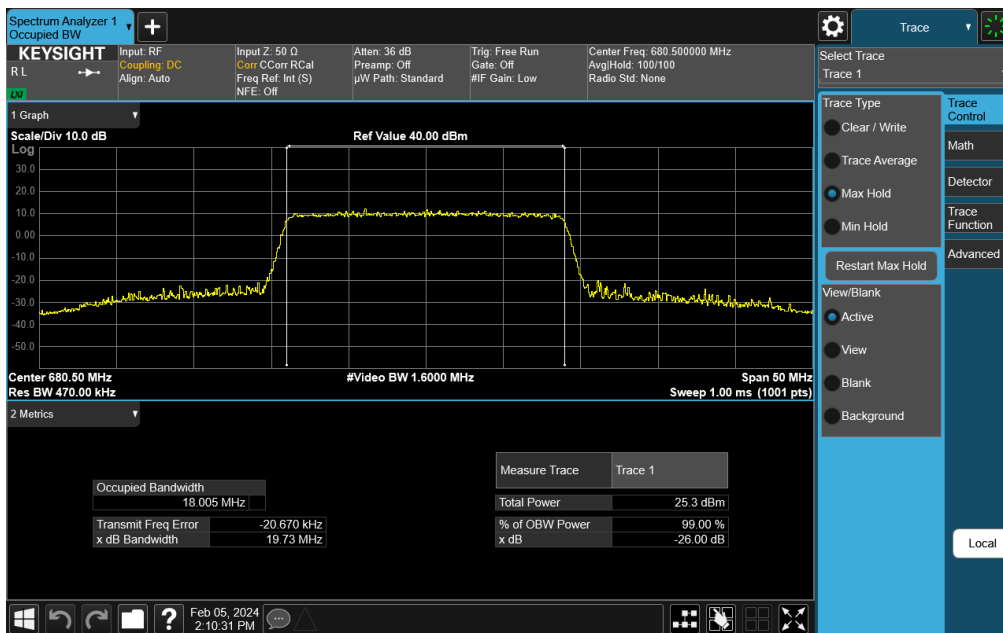 Spectrum Analyzer 1
Occupied BW
Trace
KEYSIGHT
R L
LXI
Input: RF
Coupling: DC
Align: Auto
Input Z: 50 Ω
Corr CCorr RCal
Freq Ref: Int (S)
NFE: Off
Atten: 36 dB
Preamp: Off
µW Path: Standard
Trig: Free Run
Gate: Off
#IF Gain: Low
Center Freq: 680.500000 MHz
Avg|Hold: 100/100
Radio Std: None
Select Trace
Trace 1
1 Graph
Scale/Div 10.0 dB
Ref Value 40.00 dBm
Log
30.0
20.0
10.0
0.00
-10.0
-20.0
-30.0
-40.0
-50.0
Center 680.50 MHz
#Video BW 1.6000 MHz
Span 50 MHz
Res BW 470.00 kHz
Sweep 1.00 ms (1001 pts)
Trace Type
Clear / Write
Trace Average
Max Hold
Min Hold
Restart Max Hold
View/Blank
Active
View
Blank
Background
Trace
Control
Math
Detector
Trace
Function
Advanced
Local
2 Metrics
Occupied Bandwidth
18.005 MHz
Transmit Freq Error -20.670 kHz
x dB Bandwidth 19.73 MHz
Measure Trace Trace 1
Total Power 25.3 dBm
% of OBW Power 99.00 %
x dB -26.00 dB
?
Feb 05, 2024
2:10:31 PM